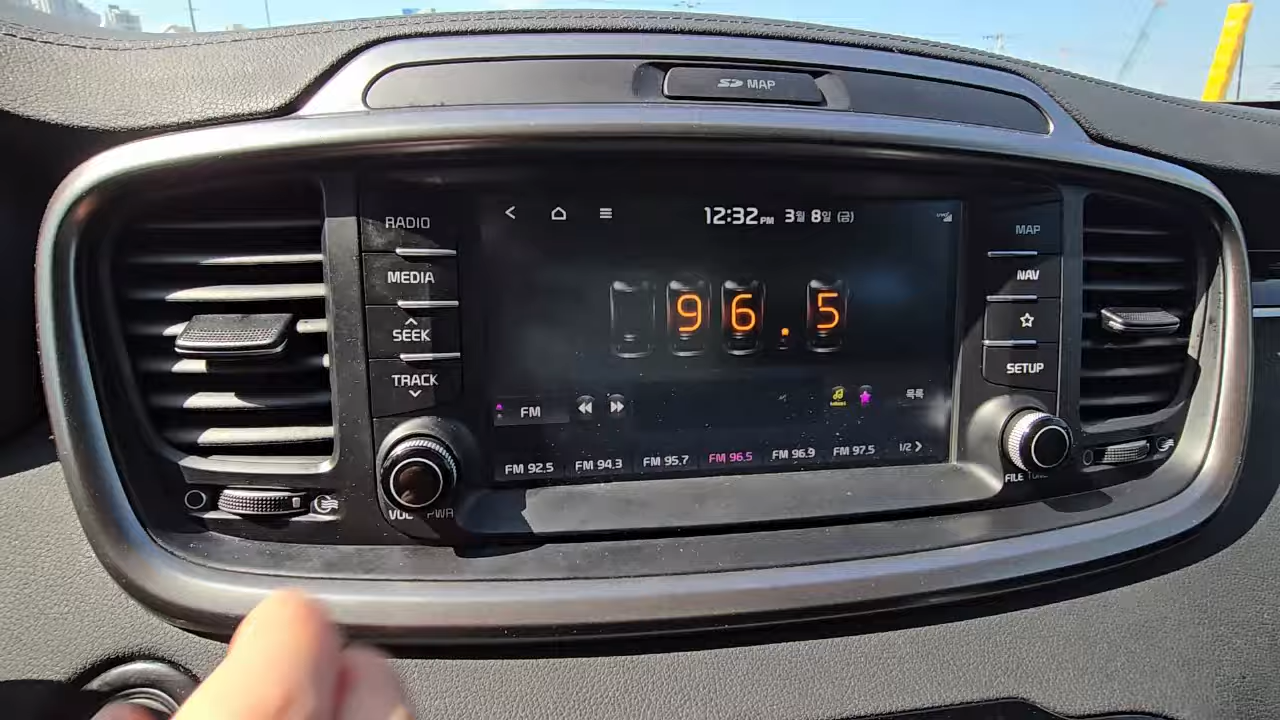 SD MAP
RADIO
MEDIA
SEEK
TRACK
VOL PWR
12:32 PM 3월 8일 (금)
96.5
FM
목록
FM 92.5 FM 94.3 FM 95.7 FM 96.5 FM 96.9 FM 97.5 1/2
MAP
NAV
SETUP
FILE TUNE